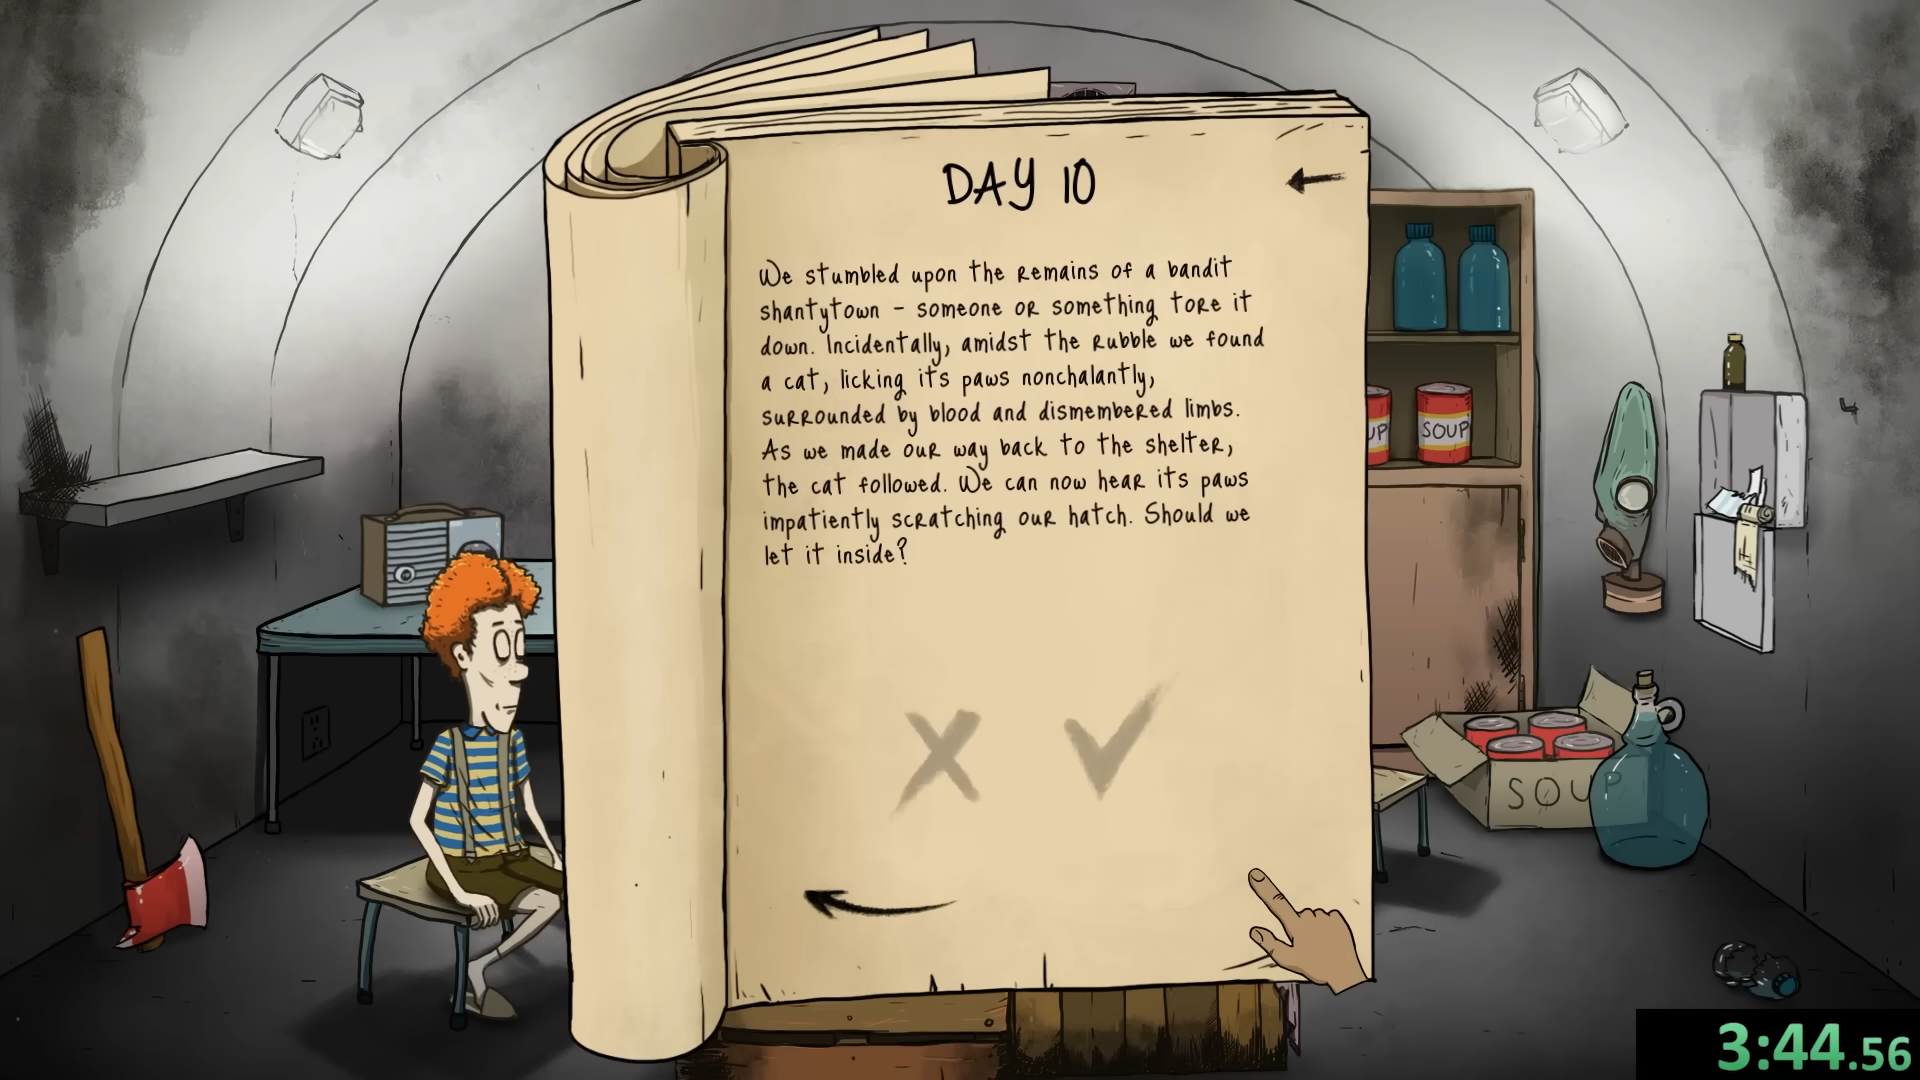 DAY 10
We stumbled upon the remains of a bandit
shantytown - someone or something tore it
down. Incidentally, amidst the rubble we found
a cat, licking its paws nonchalantly,
surrounded by blood and dismembered limbs.
As we made our way back to the shelter,
the cat followed. We can now hear its paws
impatiently scratching our hatch. Should we
let it inside?
UP
SOUP
SOU
3:44.56